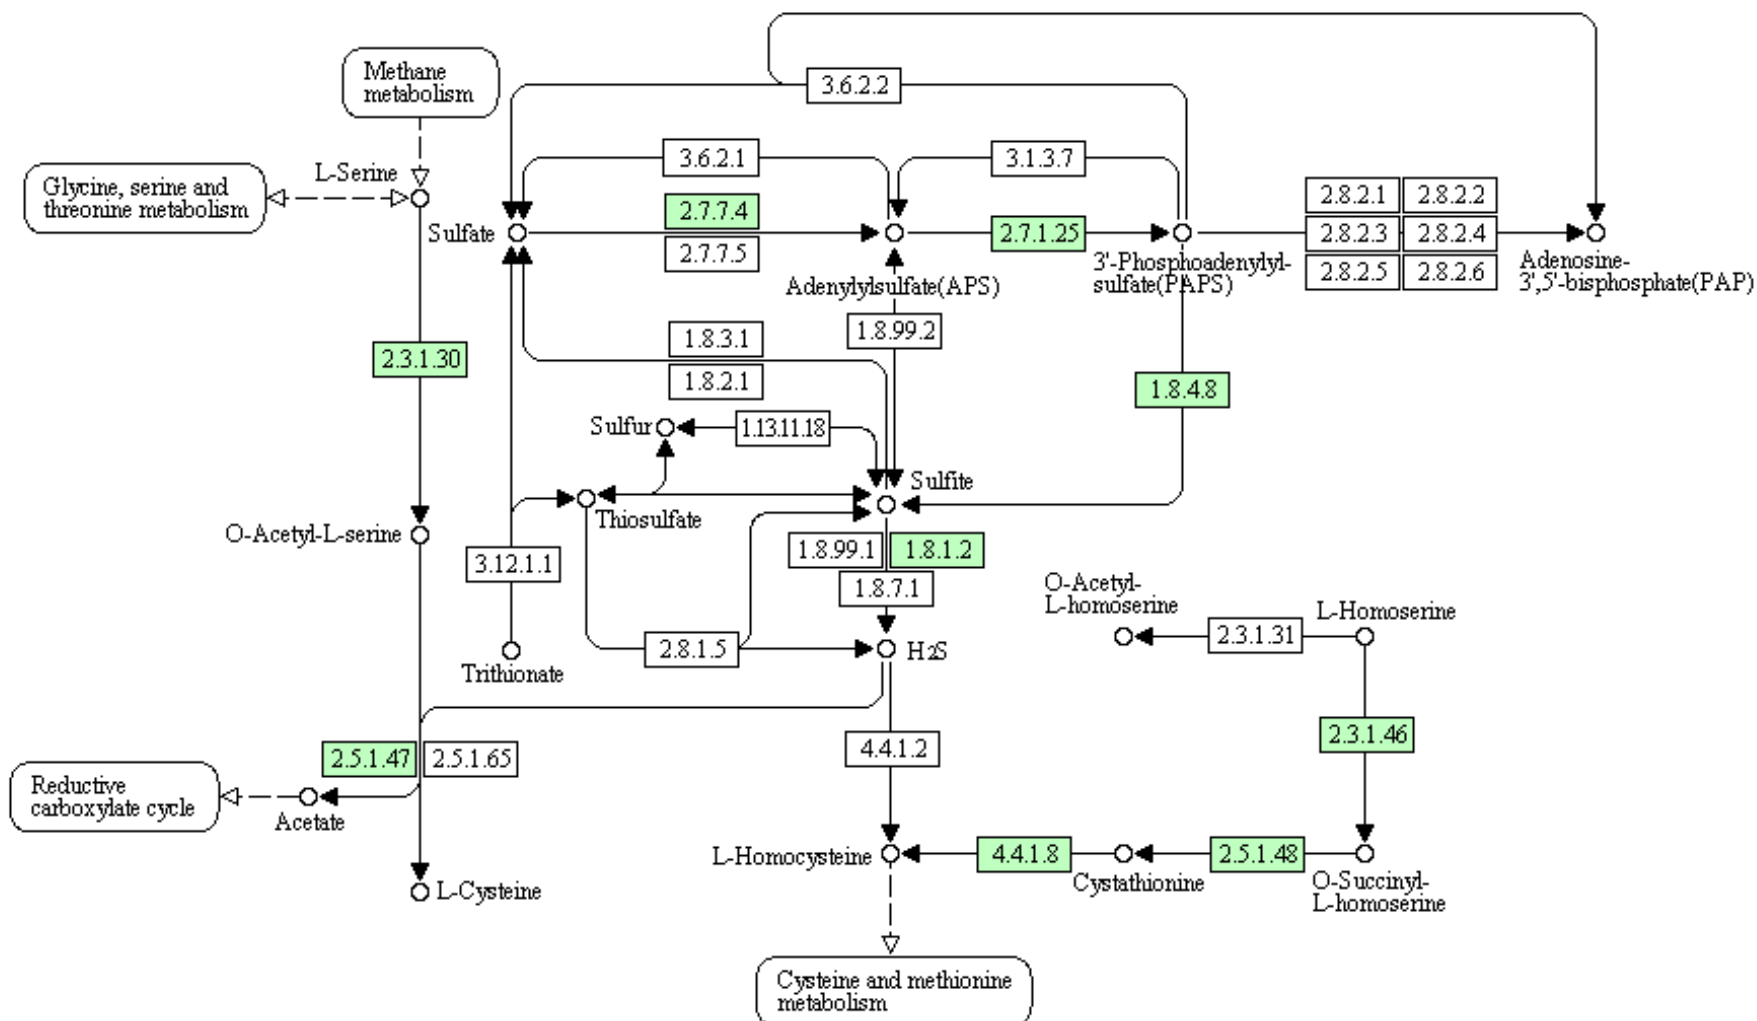 Methane
metabolism
3.6.2.2
L-Serine
Glycine, serine and
threonine metabolism
3.6.2.1
3.1.3.7
2.7.7.4
2.8.2.1
2.8.2.2
Sulfate
2.7.1.25
2.8.2.3
2.8.2.4
2.7.7.5
2.8.2.5
2.8.2.6
Adenylylsulfate(APS)
3'-Phosphoadenylyl-
sulfate(PAPS)
Adenosine-
3',5'-bisphosphate(PAP)
1.8.3.1
1.8.99.2
2.3.1.30
1.8.2.1
1.8.4.8
Sulfur
1.13.11.18
Sulfite
Thiosulfate
O-Acetyl-L-serine
3.12.1.1
1.8.99.1
1.8.1.2
1.8.7.1
O-Acetyl-
L-homoserine
L-Homoserine
2.3.1.31
2.8.1.5
H2S
Trithionate
2.3.1.46
2.5.1.47
2.5.1.65
4.4.1.2
Reductive
carboxylate cycle
Acetate
L-Homocysteine
4.4.1.8
2.5.1.48
Cystathionine
O-Succinyl-
L-homoserine
L-Cysteine
Cysteine and methionine
metabolism